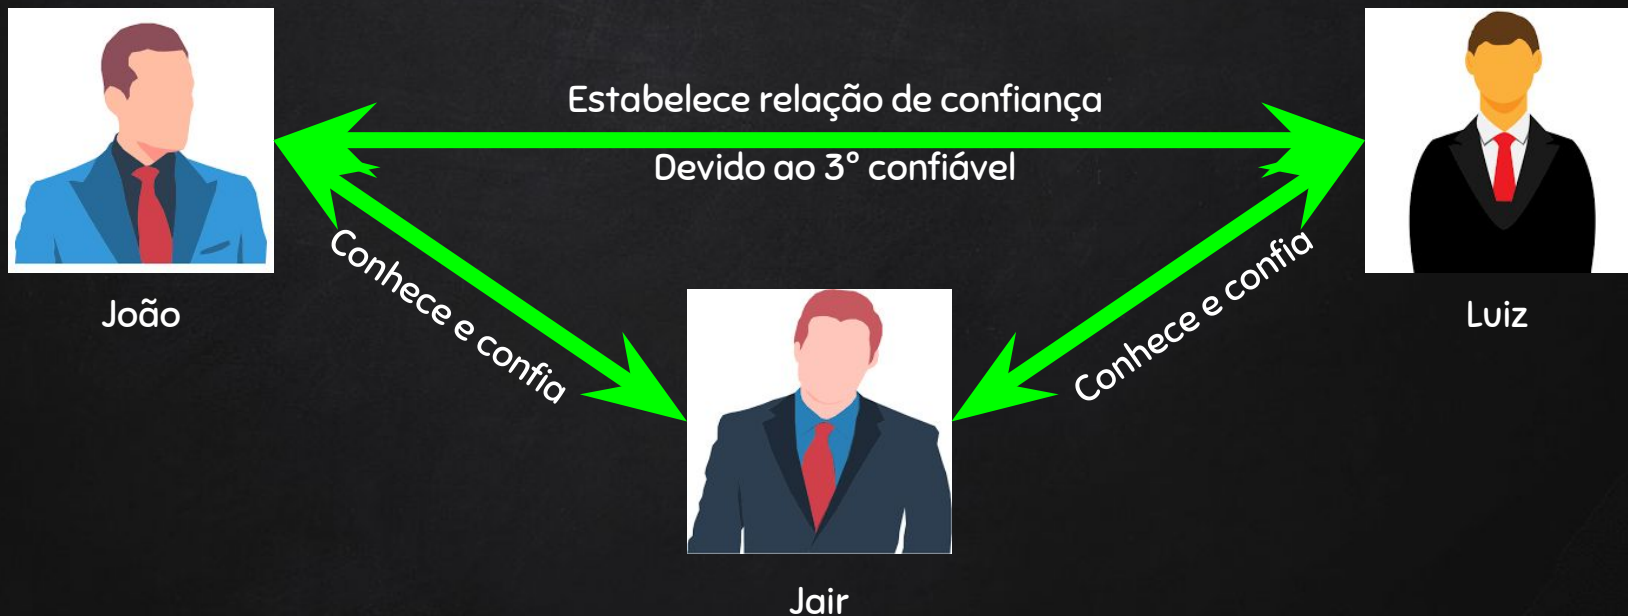 Estabelece relação de confiança
Devido ao 3° confiável
Conhece e confia
Conhece e confia
João
Luiz
Jair